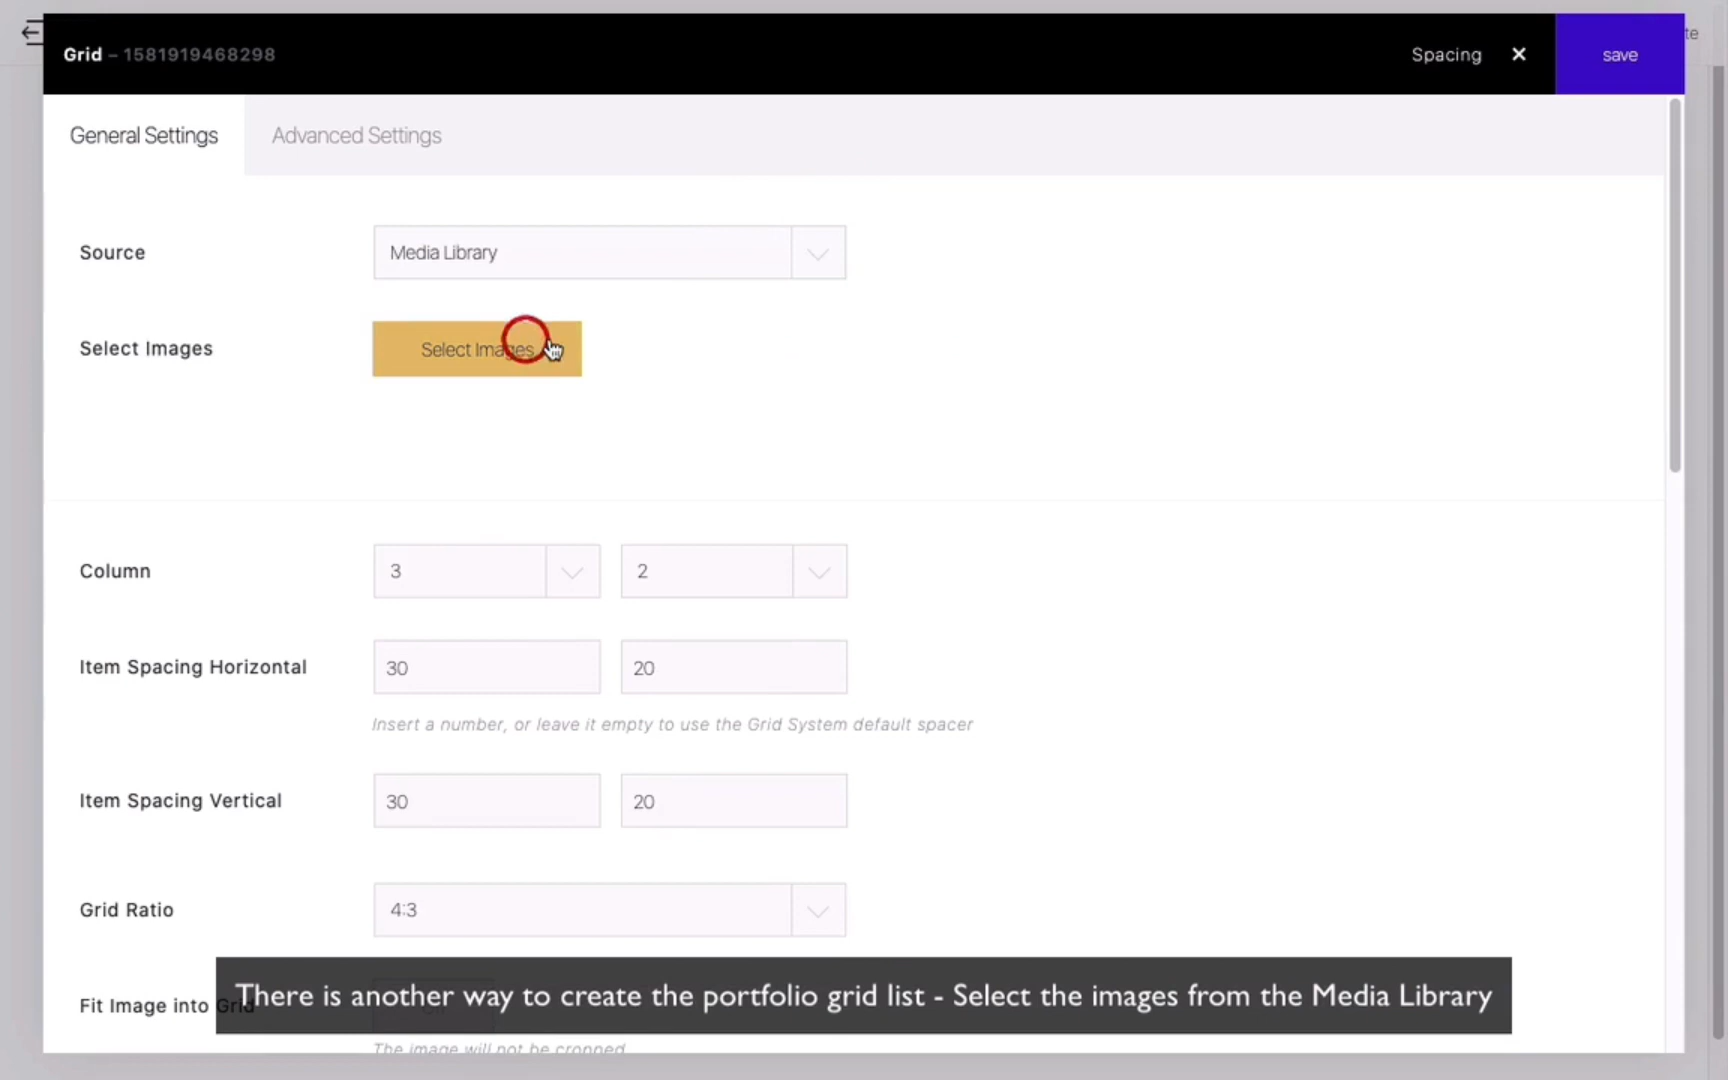 te
Grid – 1581919468298
Spacing
save
General Settings
Advanced Settings
Source
Media Library
Select Images
Select Images
Column
3
2
Item Spacing Horizontal
30
20
Insert a number, or leave it empty to use the Grid System default spacer
Item Spacing Vertical
30
20
Grid Ratio
4:3
Fit Image into Grid
There is another way to create the portfolio grid list - Select the images from the Media Library
The image will not be cropped